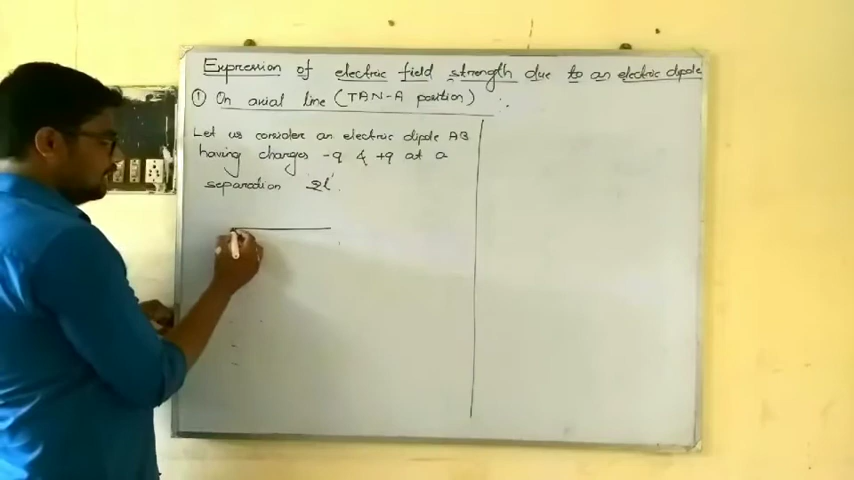 Expression of electric field strength due to an electric dipole
① On axial line (TAN-A position) :.
Let us consider an electric dipole AB
having charges -q & +q at a
separation '2l'.